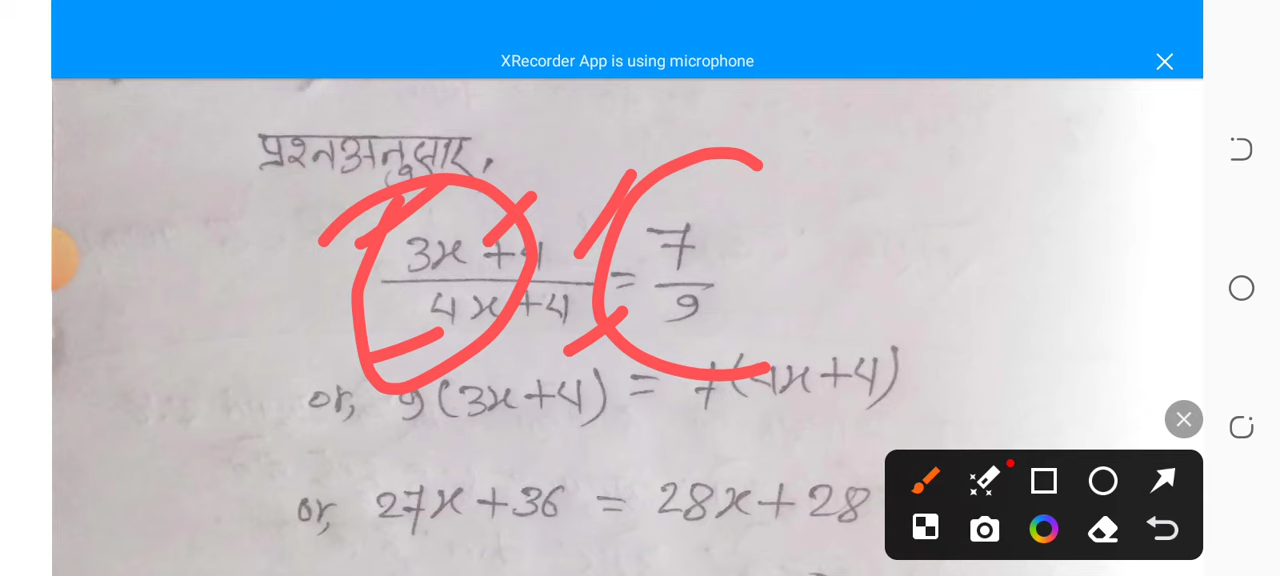 XRecorder App is using microphone
प्रश्नअनुसार,
3x+4/4x+4 = 7/9
or, 9(3x+4) = 7(4x+4)
or, 27x+36 = 28x+28